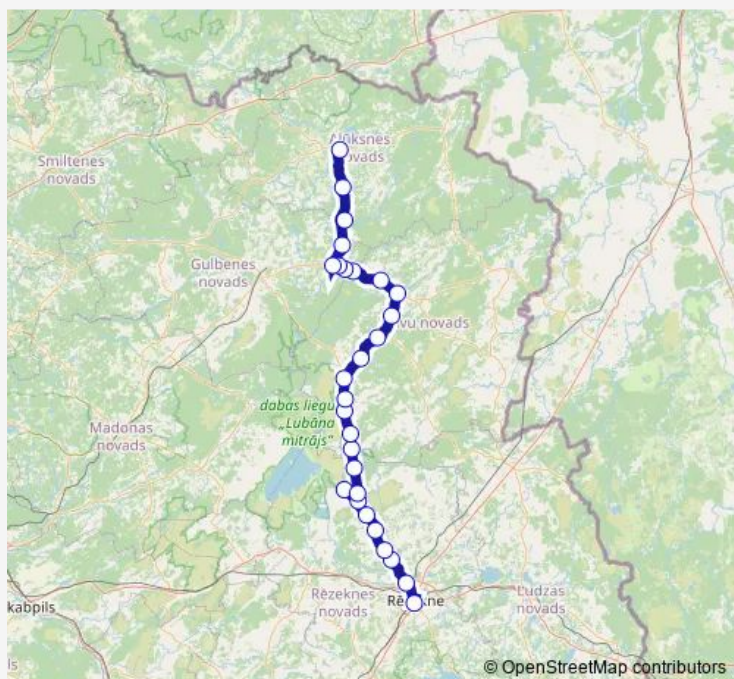 Alūksnes
novads
Smiltenes
novads
Gulbenes
novads
vu novads
dabas liegu
„Lubāna
mitrājs"
Madonas
novads
kabpils
Rēzeknes
novads
Rēzekne
Ludzas
novads
ls
© OpenStreetMap contributors